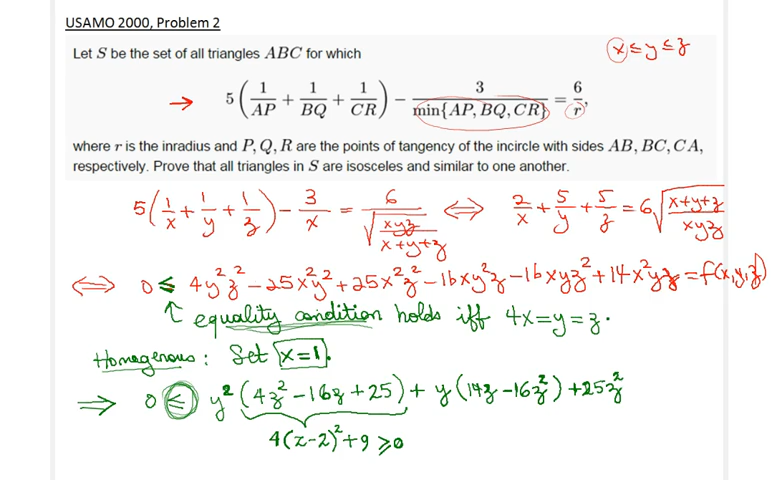 USAMO 2000, Problem 2
Let S be the set of all triangles ABC for which
x ≤ y ≤ z
→ 5 ( 1/AP + 1/BQ + 1/CR ) − 3/min{AP, BQ, CR} = 6/r,
where r is the inradius and P, Q, R are the points of tangency of the incircle with sides AB, BC, CA,
respectively. Prove that all triangles in S are isosceles and similar to one another.
5(1/x + 1/y + 1/z) − 3/x = 6/√(xyz/(x+y+z)) ⟺ 2/x + 5/y + 5/z = 6√((x+y+z)/(xyz))
⟺ 0 ≤ 4y²z² − 25x²y² + 25x²z² − 16xy²z − 16xyz² + 14x²yz = f(x,y,z)
↑ equality condition holds iff 4x=y=z.
Homogenous: Set x=1.
⇒ 0 ≤ y²(4z² − 16z + 25) + y(14z − 16z²) + 25z²
4(z−2)² + 9 ≥ 0